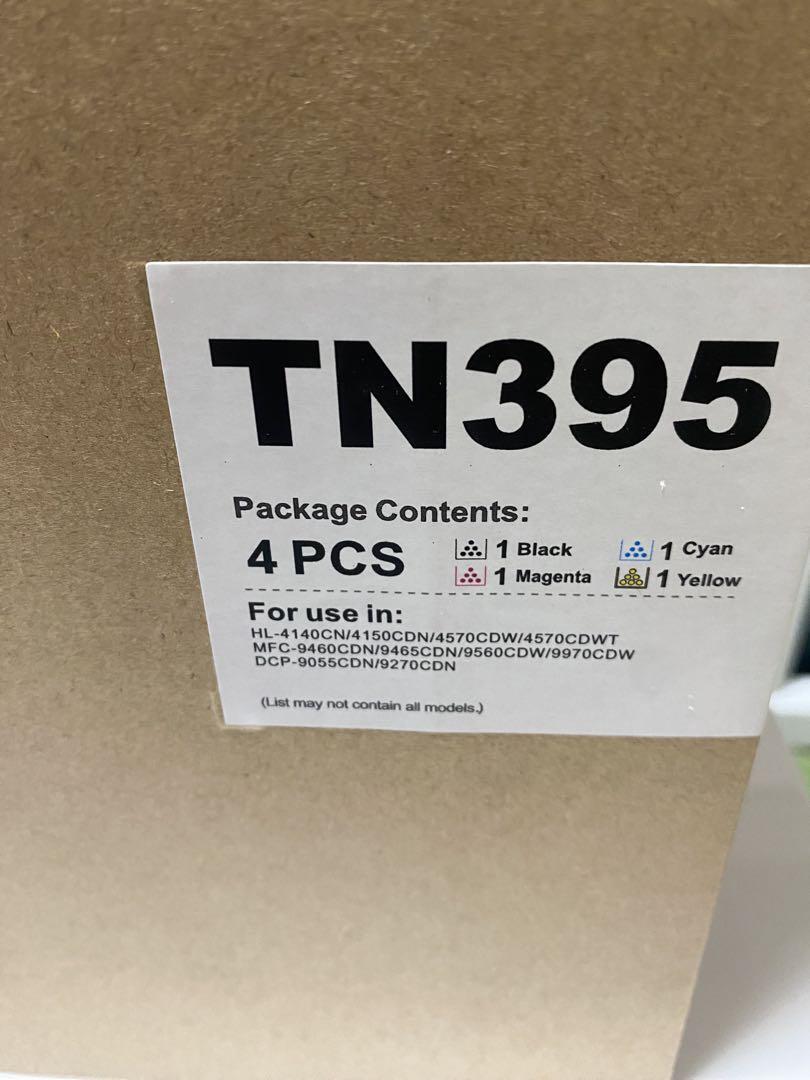 TN395
Package Contents:
4 PCS
1 Black
1 Cyan
1 Magenta
1 Yellow
For use in:
HL-4140CN/4150CDN/4570CDW/4570CDWT
MFC-9460CDN/9465CDN/9560CDW/9970CDW
DCP-9055CDN/9270CDN
(List may not contain all models.)